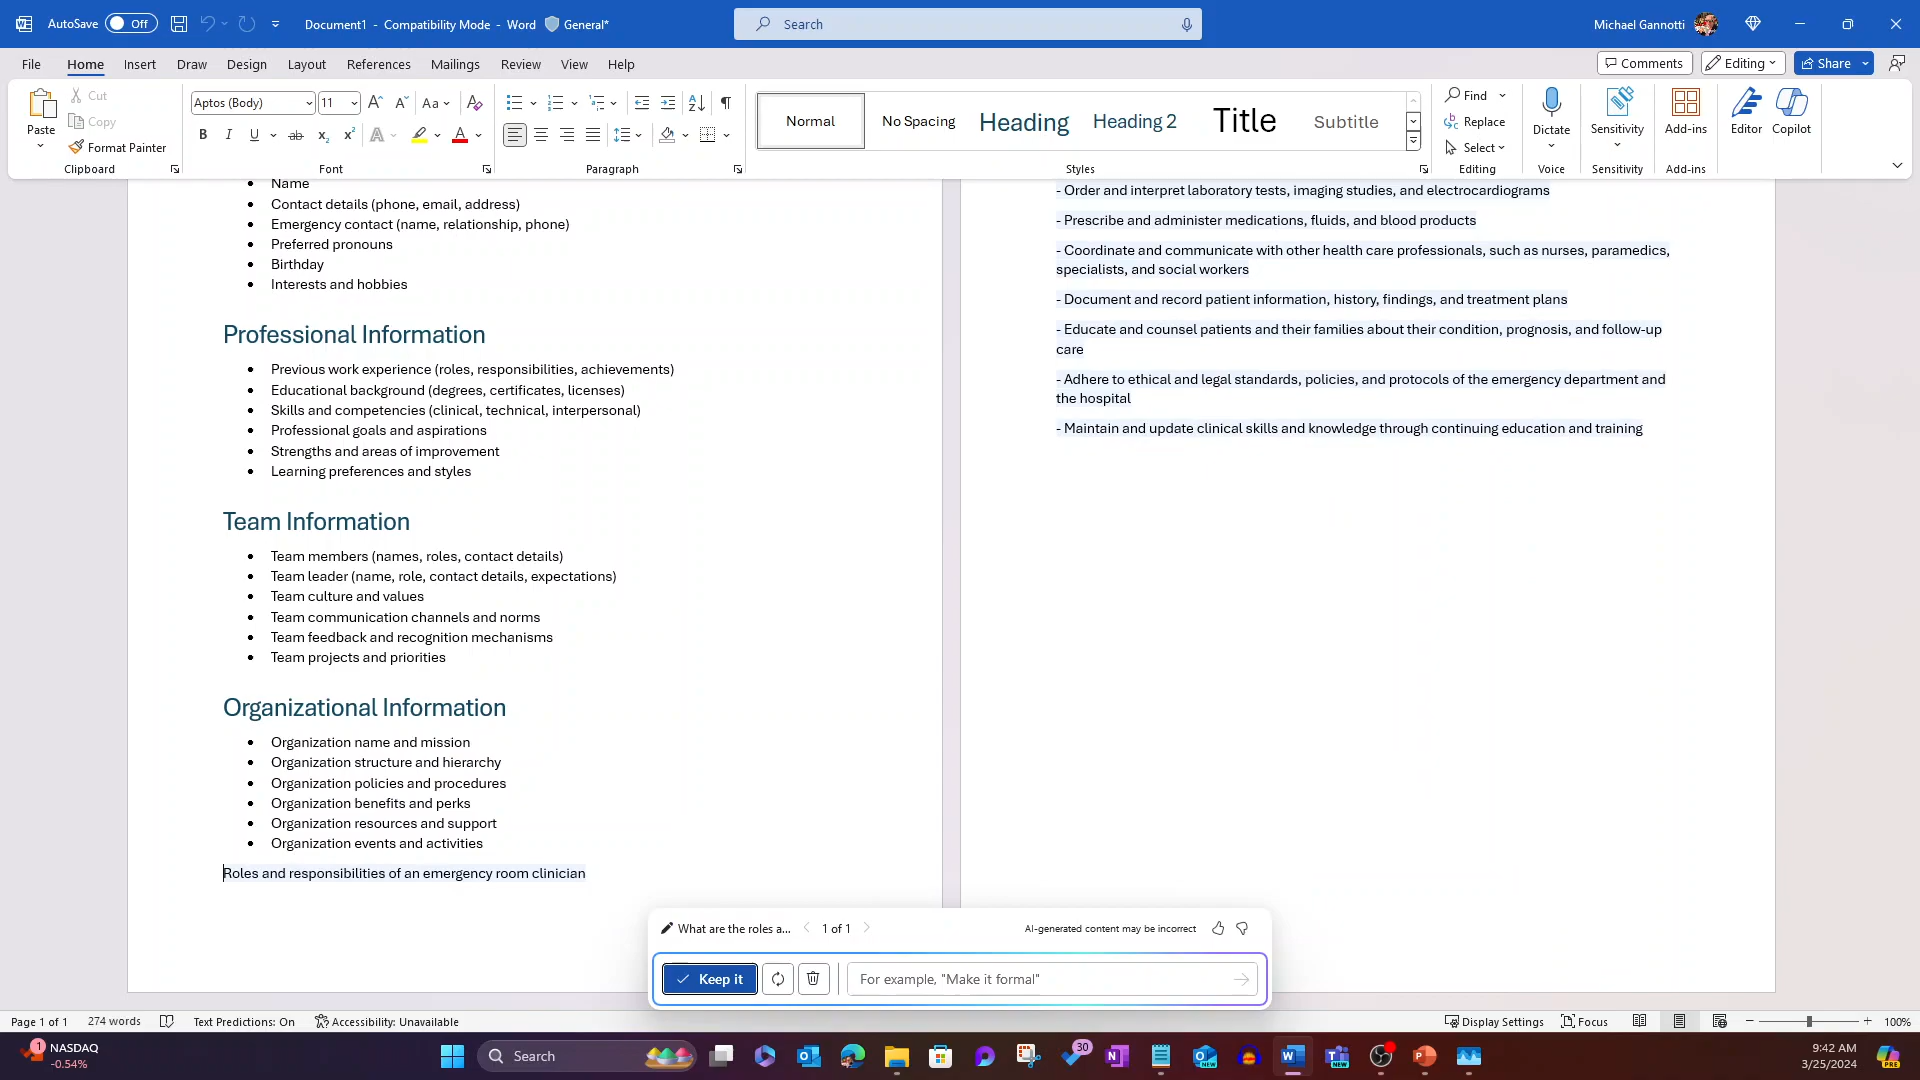 AutoSave Off Document1 - Compatibility Mode - Word General* Search Michael Gannotti
File Home Insert Draw Design Layout References Mailings Review View Help Comments Editing Share
Paste Cut Copy Format Painter Clipboard
Aptos (Body) 11 Aa Font
Paragraph
Normal No Spacing Heading Heading 2 Title Subtitle Styles
Find Replace Select Editing
Dictate Voice
Sensitivity Sensitivity
Add-ins Add-ins
Editor Copilot
Name
Contact details (phone, email, address)
Emergency contact (name, relationship, phone)
Preferred pronouns
Birthday
Interests and hobbies
Professional Information
Previous work experience (roles, responsibilities, achievements)
Educational background (degrees, certificates, licenses)
Skills and competencies (clinical, technical, interpersonal)
Professional goals and aspirations
Strengths and areas of improvement
Learning preferences and styles
Team Information
Team members (names, roles, contact details)
Team leader (name, role, contact details, expectations)
Team culture and values
Team communication channels and norms
Team feedback and recognition mechanisms
Team projects and priorities
Organizational Information
Organization name and mission
Organization structure and hierarchy
Organization policies and procedures
Organization benefits and perks
Organization resources and support
Organization events and activities
Roles and responsibilities of an emergency room clinician
- Order and interpret laboratory tests, imaging studies, and electrocardiograms
- Prescribe and administer medications, fluids, and blood products
- Coordinate and communicate with other health care professionals, such as nurses, paramedics,
specialists, and social workers
- Document and record patient information, history, findings, and treatment plans
- Educate and counsel patients and their families about their condition, prognosis, and follow-up
care
- Adhere to ethical and legal standards, policies, and protocols of the emergency department and
the hospital
- Maintain and update clinical skills and knowledge through continuing education and training
What are the roles a... 1 of 1 AI-generated content may be incorrect
Keep it For example, "Make it formal"
Page 1 of 1 274 words Text Predictions: On Accessibility: Unavailable Display Settings Focus 100%
1 NASDAQ
-0.54%
Search
30
NEW
NEW
9:42 AM
3/25/2024
PRE